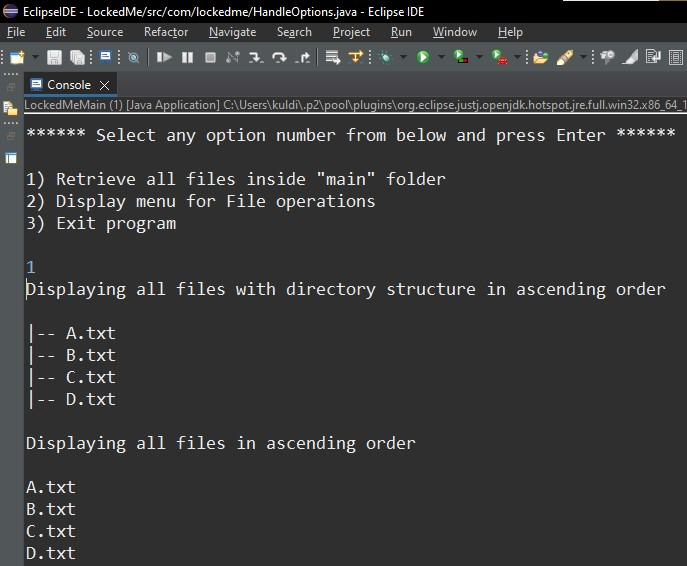 EclipseIDE - LockedMe/src/com/lockedme/HandleOptions.java - Eclipse IDE
File Edit Source Refactor Navigate Search Project Run Window Help
Console
LockedMeMain (1) [Java Application] C:\Users\kuldi\.p2\pool\plugins\org.eclipse.justj.openjdk.hotspot.jre.full.win32.x86_64_1
****** Select any option number from below and press Enter ******
1) Retrieve all files inside "main" folder
2) Display menu for File operations
3) Exit program
1
Displaying all files with directory structure in ascending order
|-- A.txt
|-- B.txt
|-- C.txt
|-- D.txt
Displaying all files in ascending order
A.txt
B.txt
C.txt
D.txt